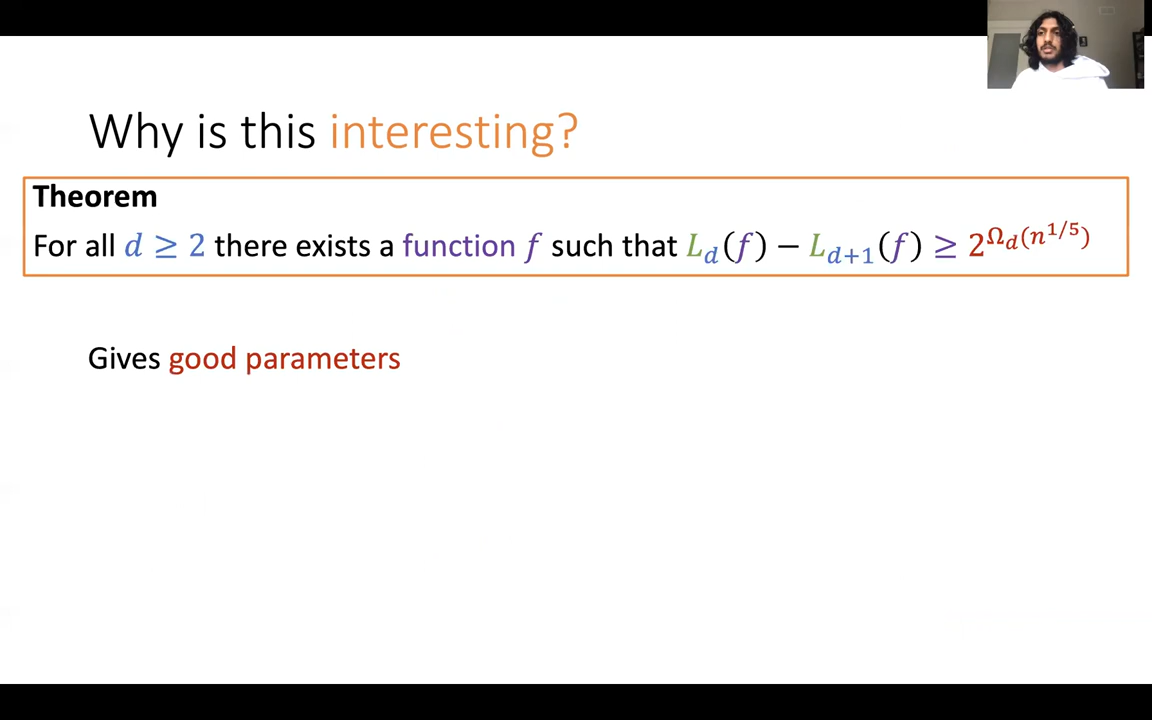 Why is this interesting?
Theorem
For all d ≥ 2 there exists a function f such that L_d(f) − L_{d+1}(f) ≥ 2^{Ω_d(n^{1/5})}
Gives good parameters